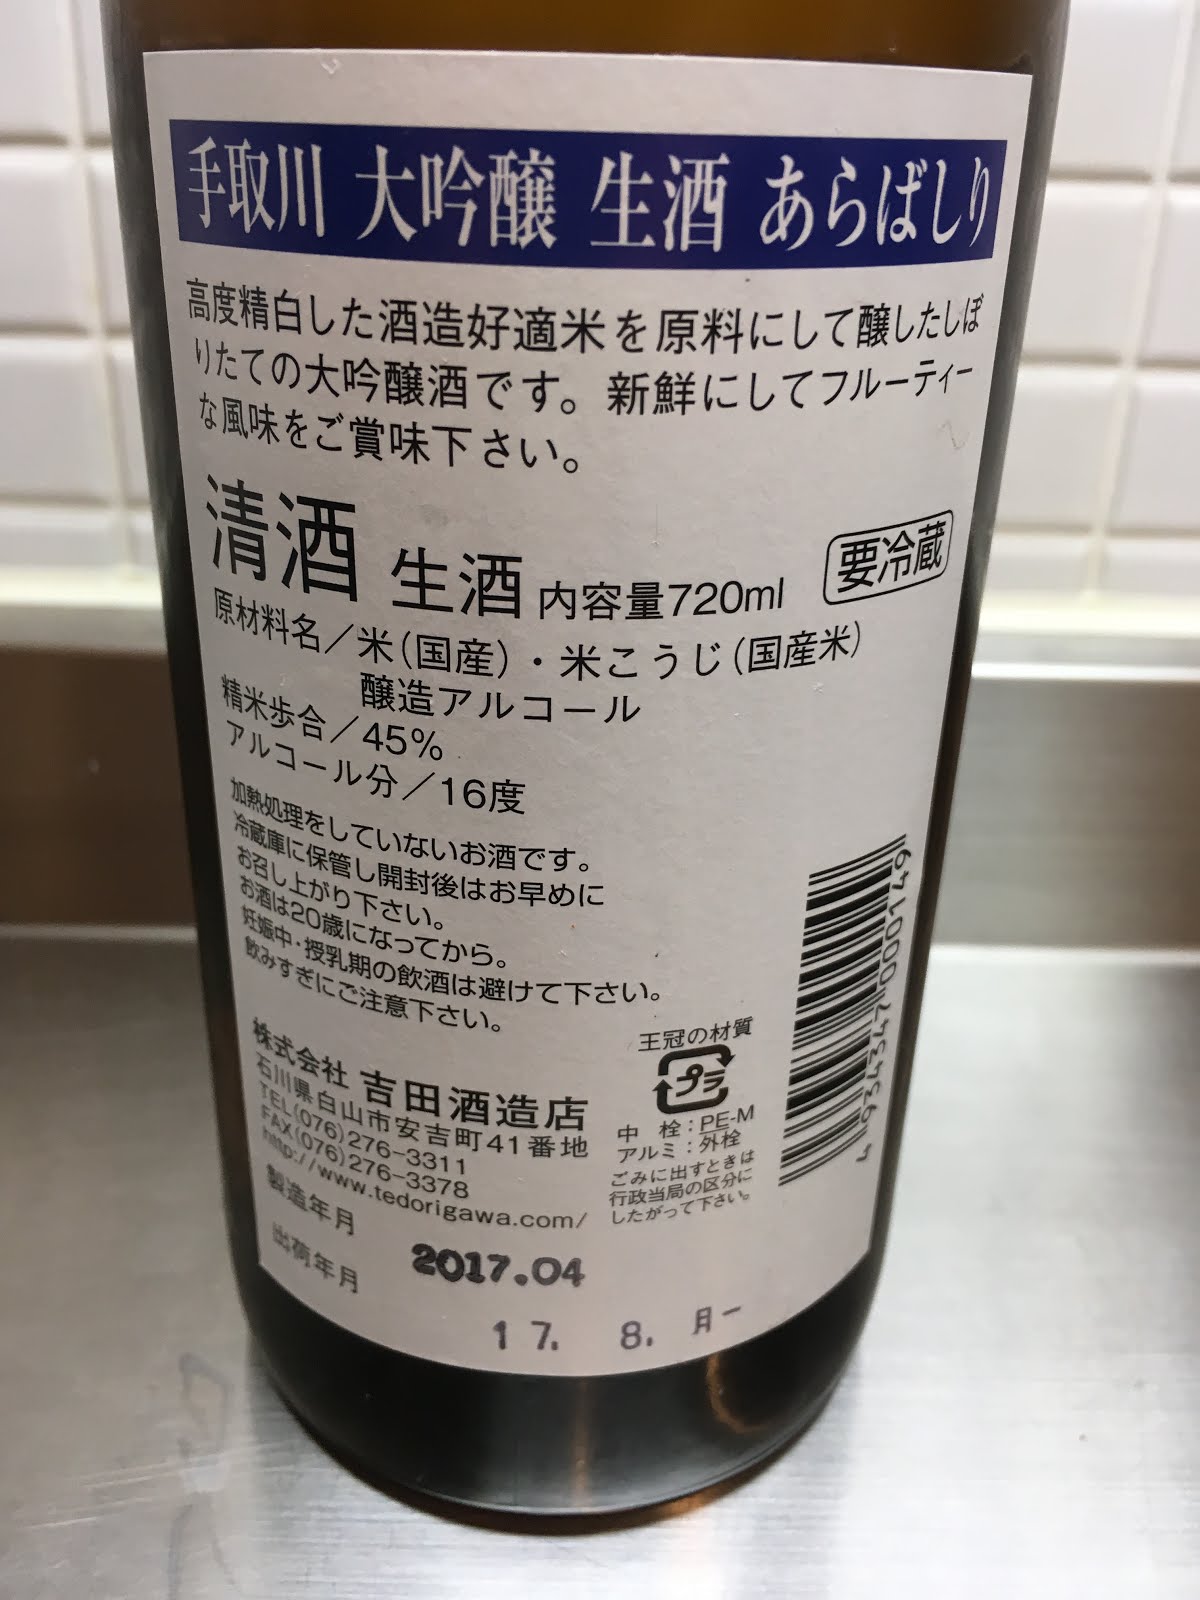 手取川 大吟醸 生酒 あらばしり
高度精白した酒造好適米を原料にして醸したしぼ
りたての大吟醸酒です。新鮮にしてフルーティー
な風味をご賞味下さい。
清酒 生酒 内容量720ml 要冷蔵
原材料名／米(国産)・米こうじ(国産米)
醸造アルコール
精米歩合／45%
アルコール分／16度
加熱処理をしていないお酒です。
冷蔵庫に保管し開封後はお早めに
お召し上がり下さい。
お酒は20歳になってから。
妊娠中・授乳期の飲酒は避けて下さい。
飲みすぎにご注意下さい。
株式会社 吉田酒造店
石川県白山市安吉町41番地
TEL(076)276-3311
FAX(076)276-3378
http://www.tedorigawa.com/
製造年月
2017.04
出荷年月
17. 8. 月一
王冠の材質
プラ
中 栓：PE-M
アルミ：外栓
ごみに出すときは
行政当局の区分に
したがって下さい。
4 934347 000149